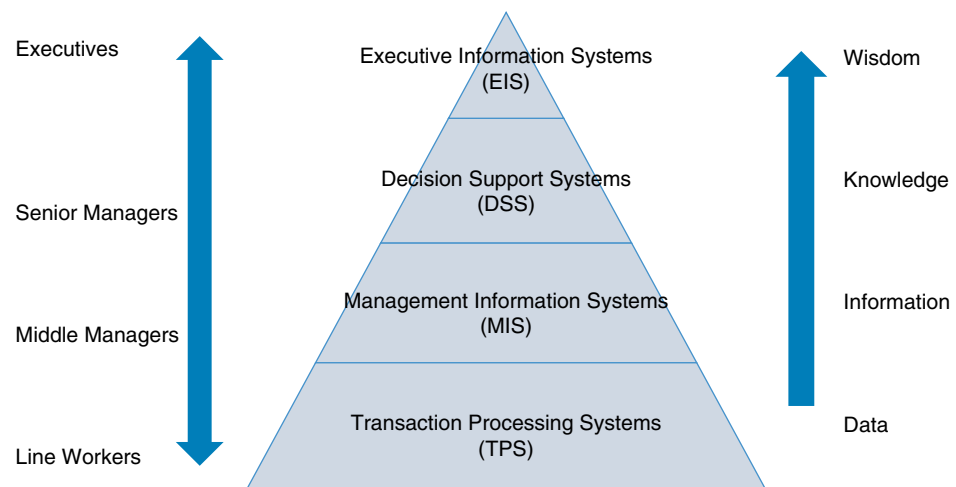 Executives
Executive Information Systems
(EIS)
Wisdom
Senior Managers
Decision Support Systems
(DSS)
Knowledge
Middle Managers
Management Information Systems
(MIS)
Information
Line Workers
Transaction Processing Systems
(TPS)
Data